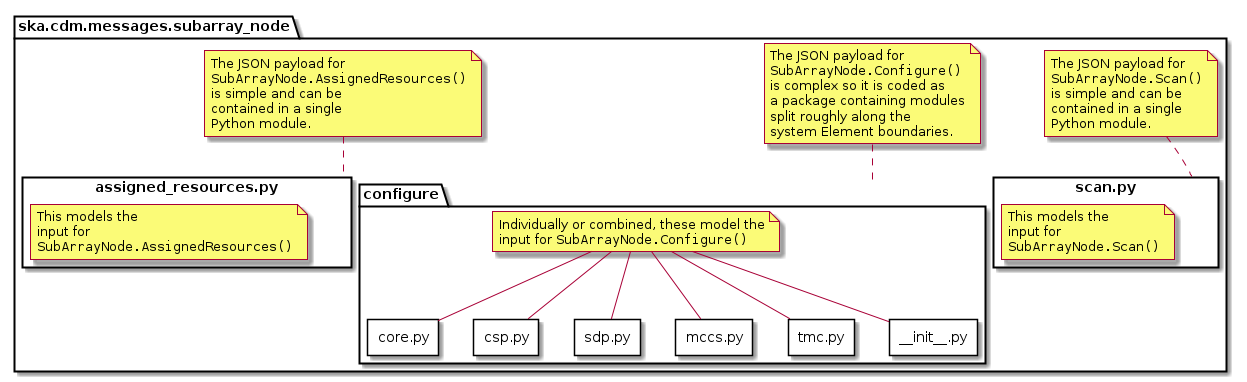 ska.cdm.messages.subarray_node
The JSON payload for
SubArrayNode.AssignedResources()
is simple and can be
contained in a single
Python module.
The JSON payload for
SubArrayNode.Configure()
is complex so it is coded as
a package containing modules
split roughly along the
system Element boundaries.
The JSON payload for
SubArrayNode.Scan()
is simple and can be
contained in a single
Python module.
assigned_resources.py
This models the
input for
SubArrayNode.AssignedResources()
configure
Individually or combined, these model the
input for SubArrayNode.Configure()
core.py
csp.py
sdp.py
mccs.py
tmc.py
__init__.py
scan.py
This models the
input for
SubArrayNode.Scan()